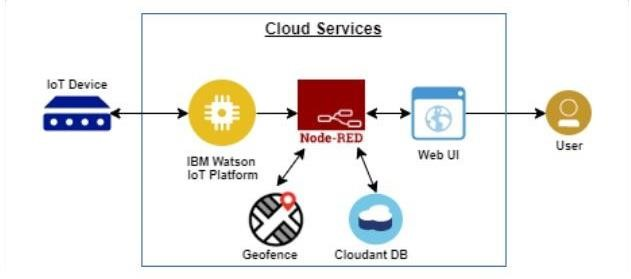 Cloud Services
IoT Device
Node-RED
IBM Watson
IoT Platform
Web UI
User
Geofence
Cloudant DB